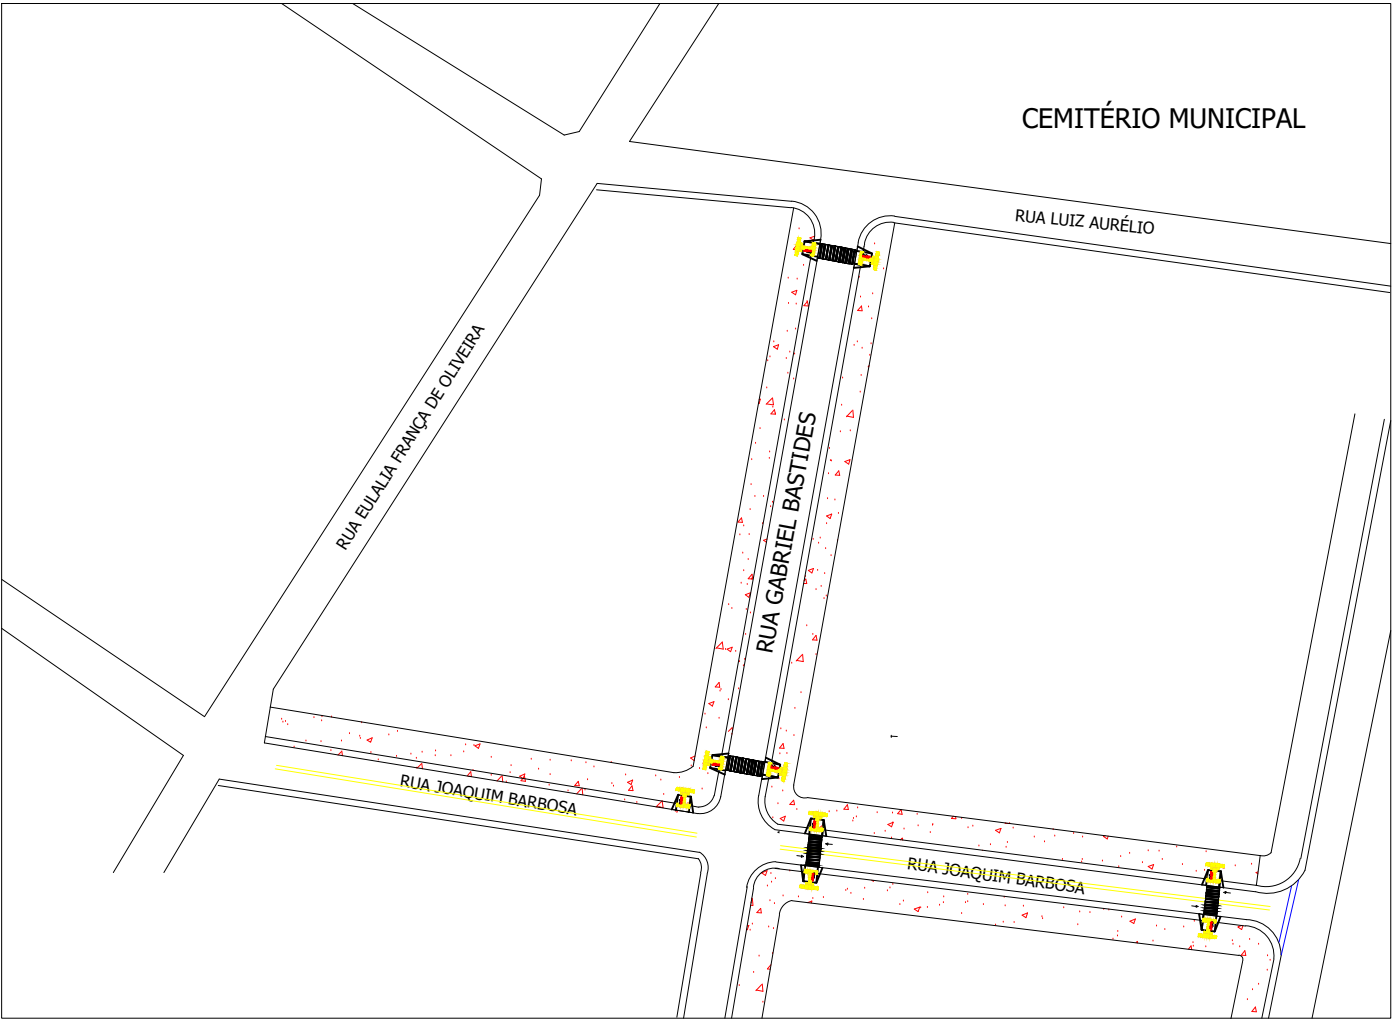 CEMITÉRIO MUNICIPAL
RUA LUIZ AURÉLIO
RUA EULALIA FRANÇA DE OLIVEIRA
RUA GABRIEL BASTIDES
RUA JOAQUIM BARBOSA
RUA JOAQUIM BARBOSA